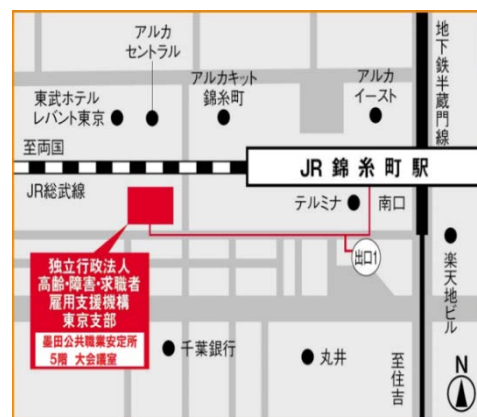 アルカ
セントラル
アルカキット
錦糸町
アルカ
イースト
東武ホテル
レバント東京
地下鉄半蔵門線
至両国
JR錦糸町駅
JR総武線
テルミナ
南口
出口1
独立行政法人
高齢・障害・求職者
雇用支援機構
東京支部
墨田公共職業安定所
5階 大会議室
楽天地ビル
千葉銀行
丸井
至住吉
N